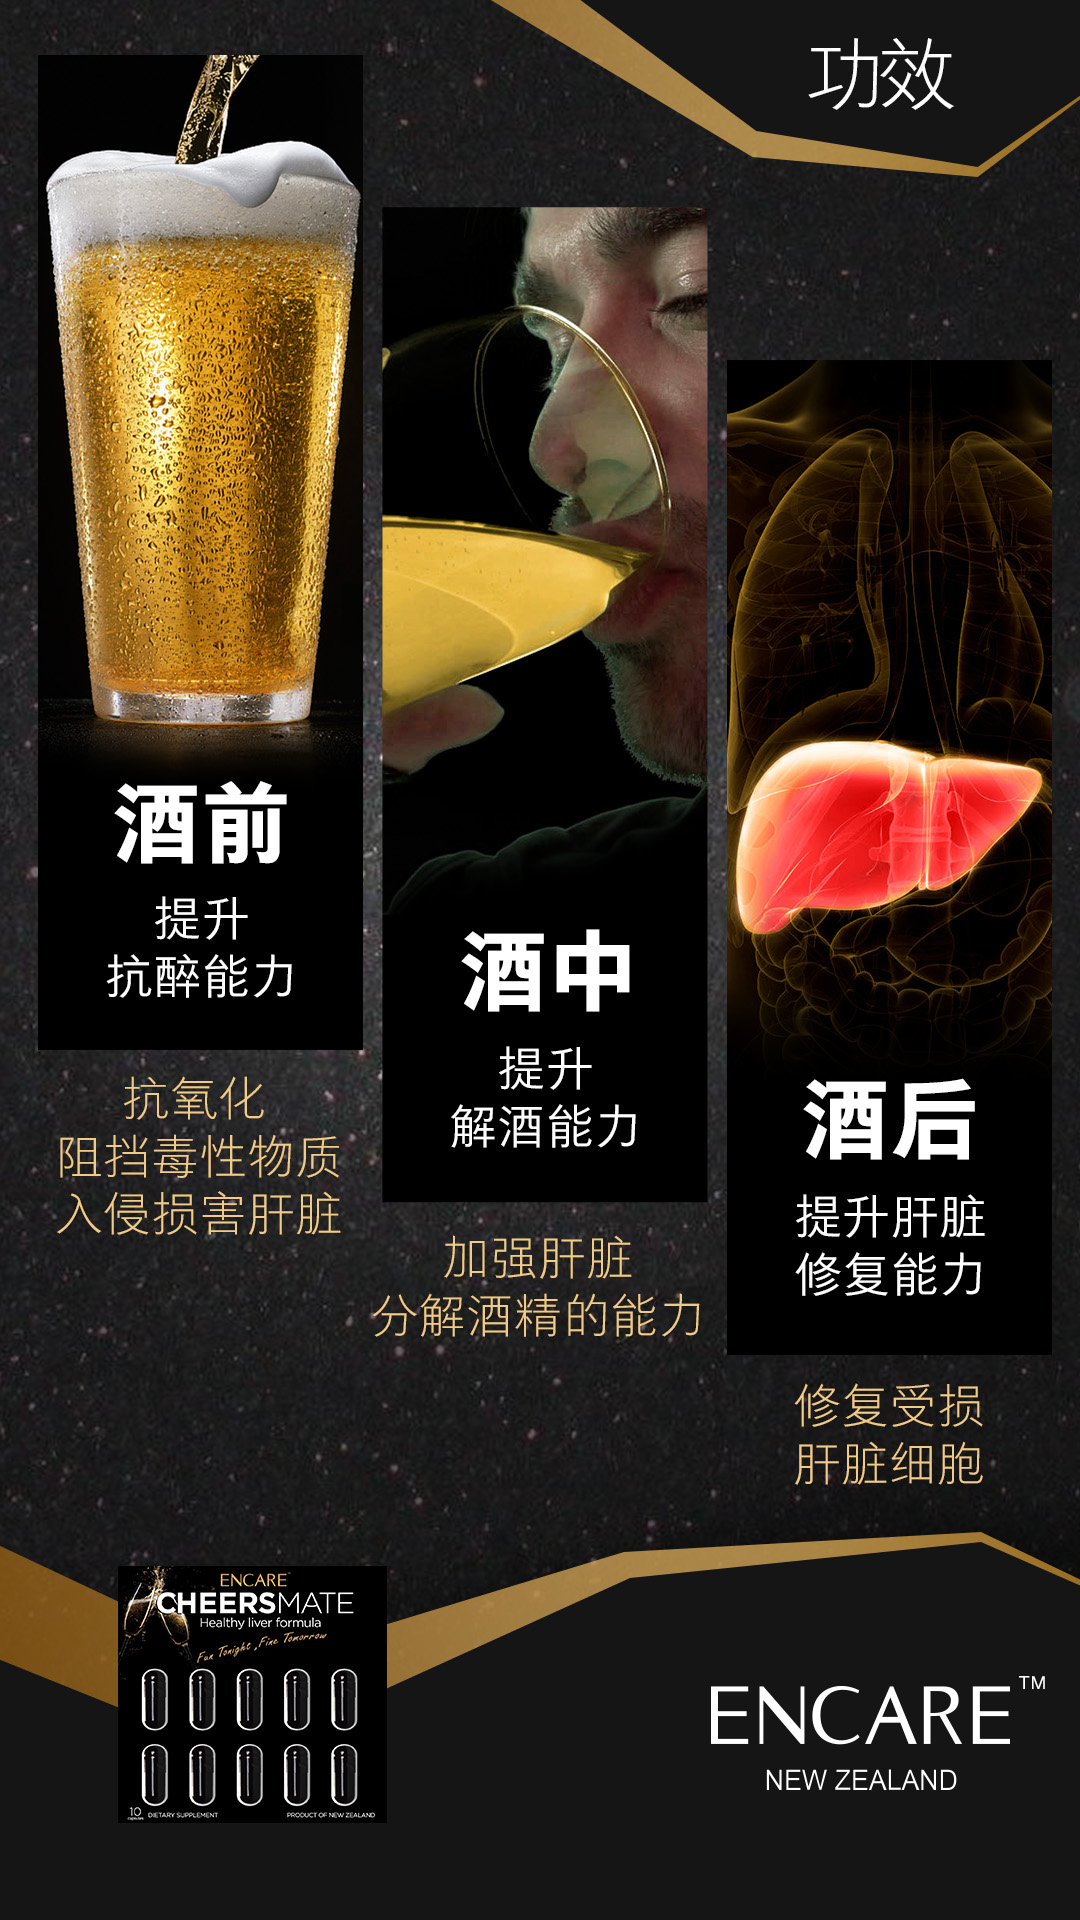 功效
酒前
提升
抗醉能力
抗氧化
阻挡毒性物质
入侵损害肝脏
酒中
提升
解酒能力
加强肝脏
分解酒精的能力
酒后
提升肝脏
修复能力
修复受损
肝脏细胞
ENCARE™
CHEERSMATE
Healthy liver formula
Fun Tonight, Fine Tomorrow
10
capsules
DIETARY SUPPLEMENT
PRODUCT OF NEW ZEALAND
ENCARE™
NEW ZEALAND